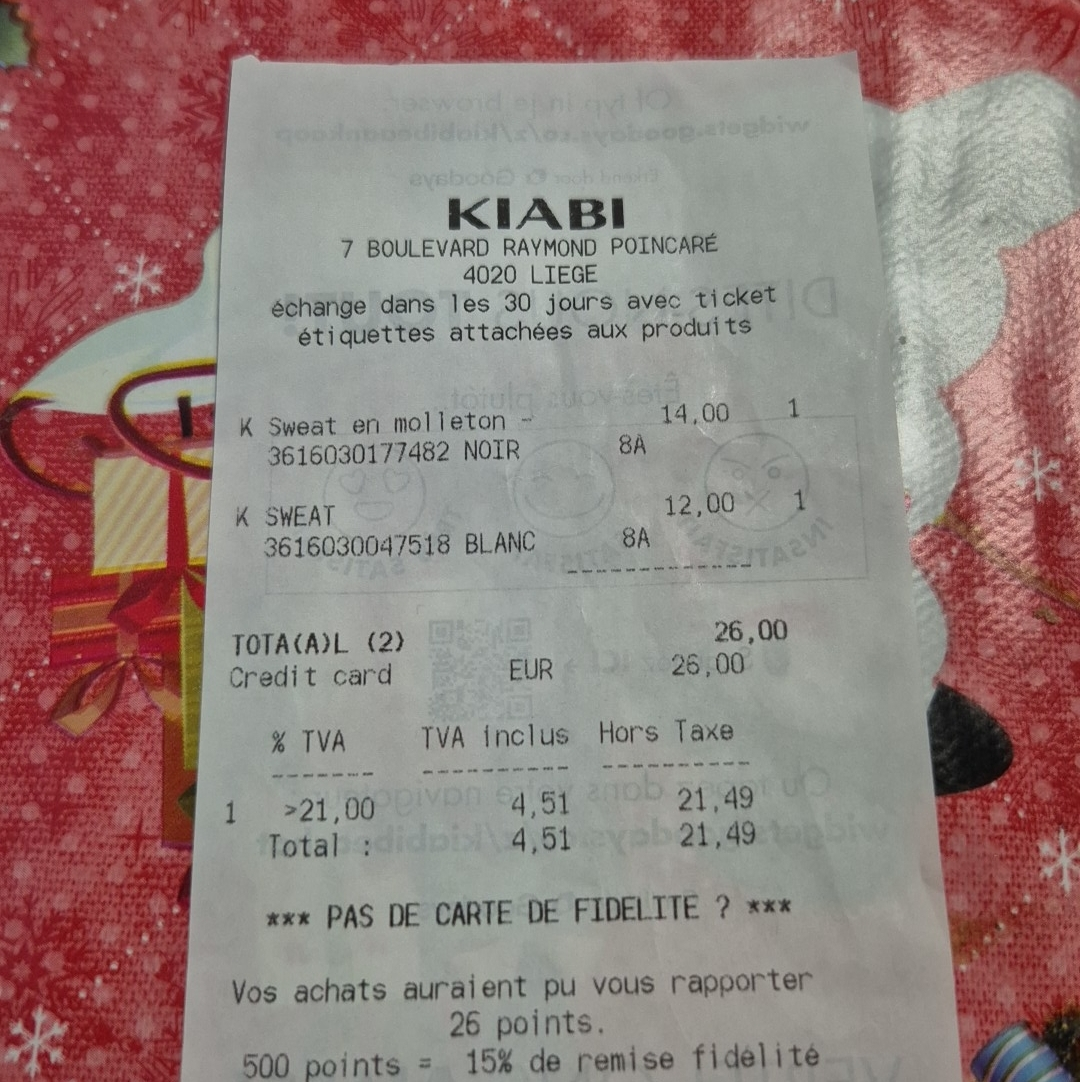 KIABI
7 BOULEVARD RAYMOND POINCARÉ
4020 LIEGE
échange dans les 30 jours avec ticket
étiquettes attachées aux produits
K Sweat en molleton - 14,00 1
3616030177482 NOIR 8A
K SWEAT 12,00 1
3616030047518 BLANC 8A
TOTA(A)L (2) 26,00
Credit card EUR 26,00
% TVA TVA inclus Hors Taxe
1 >21,00 4,51 21,49
Total : 4,51 21,49
*** PAS DE CARTE DE FIDELITE ? ***
Vos achats auraient pu vous rapporter
26 points.
500 points = 15% de remise fidélité